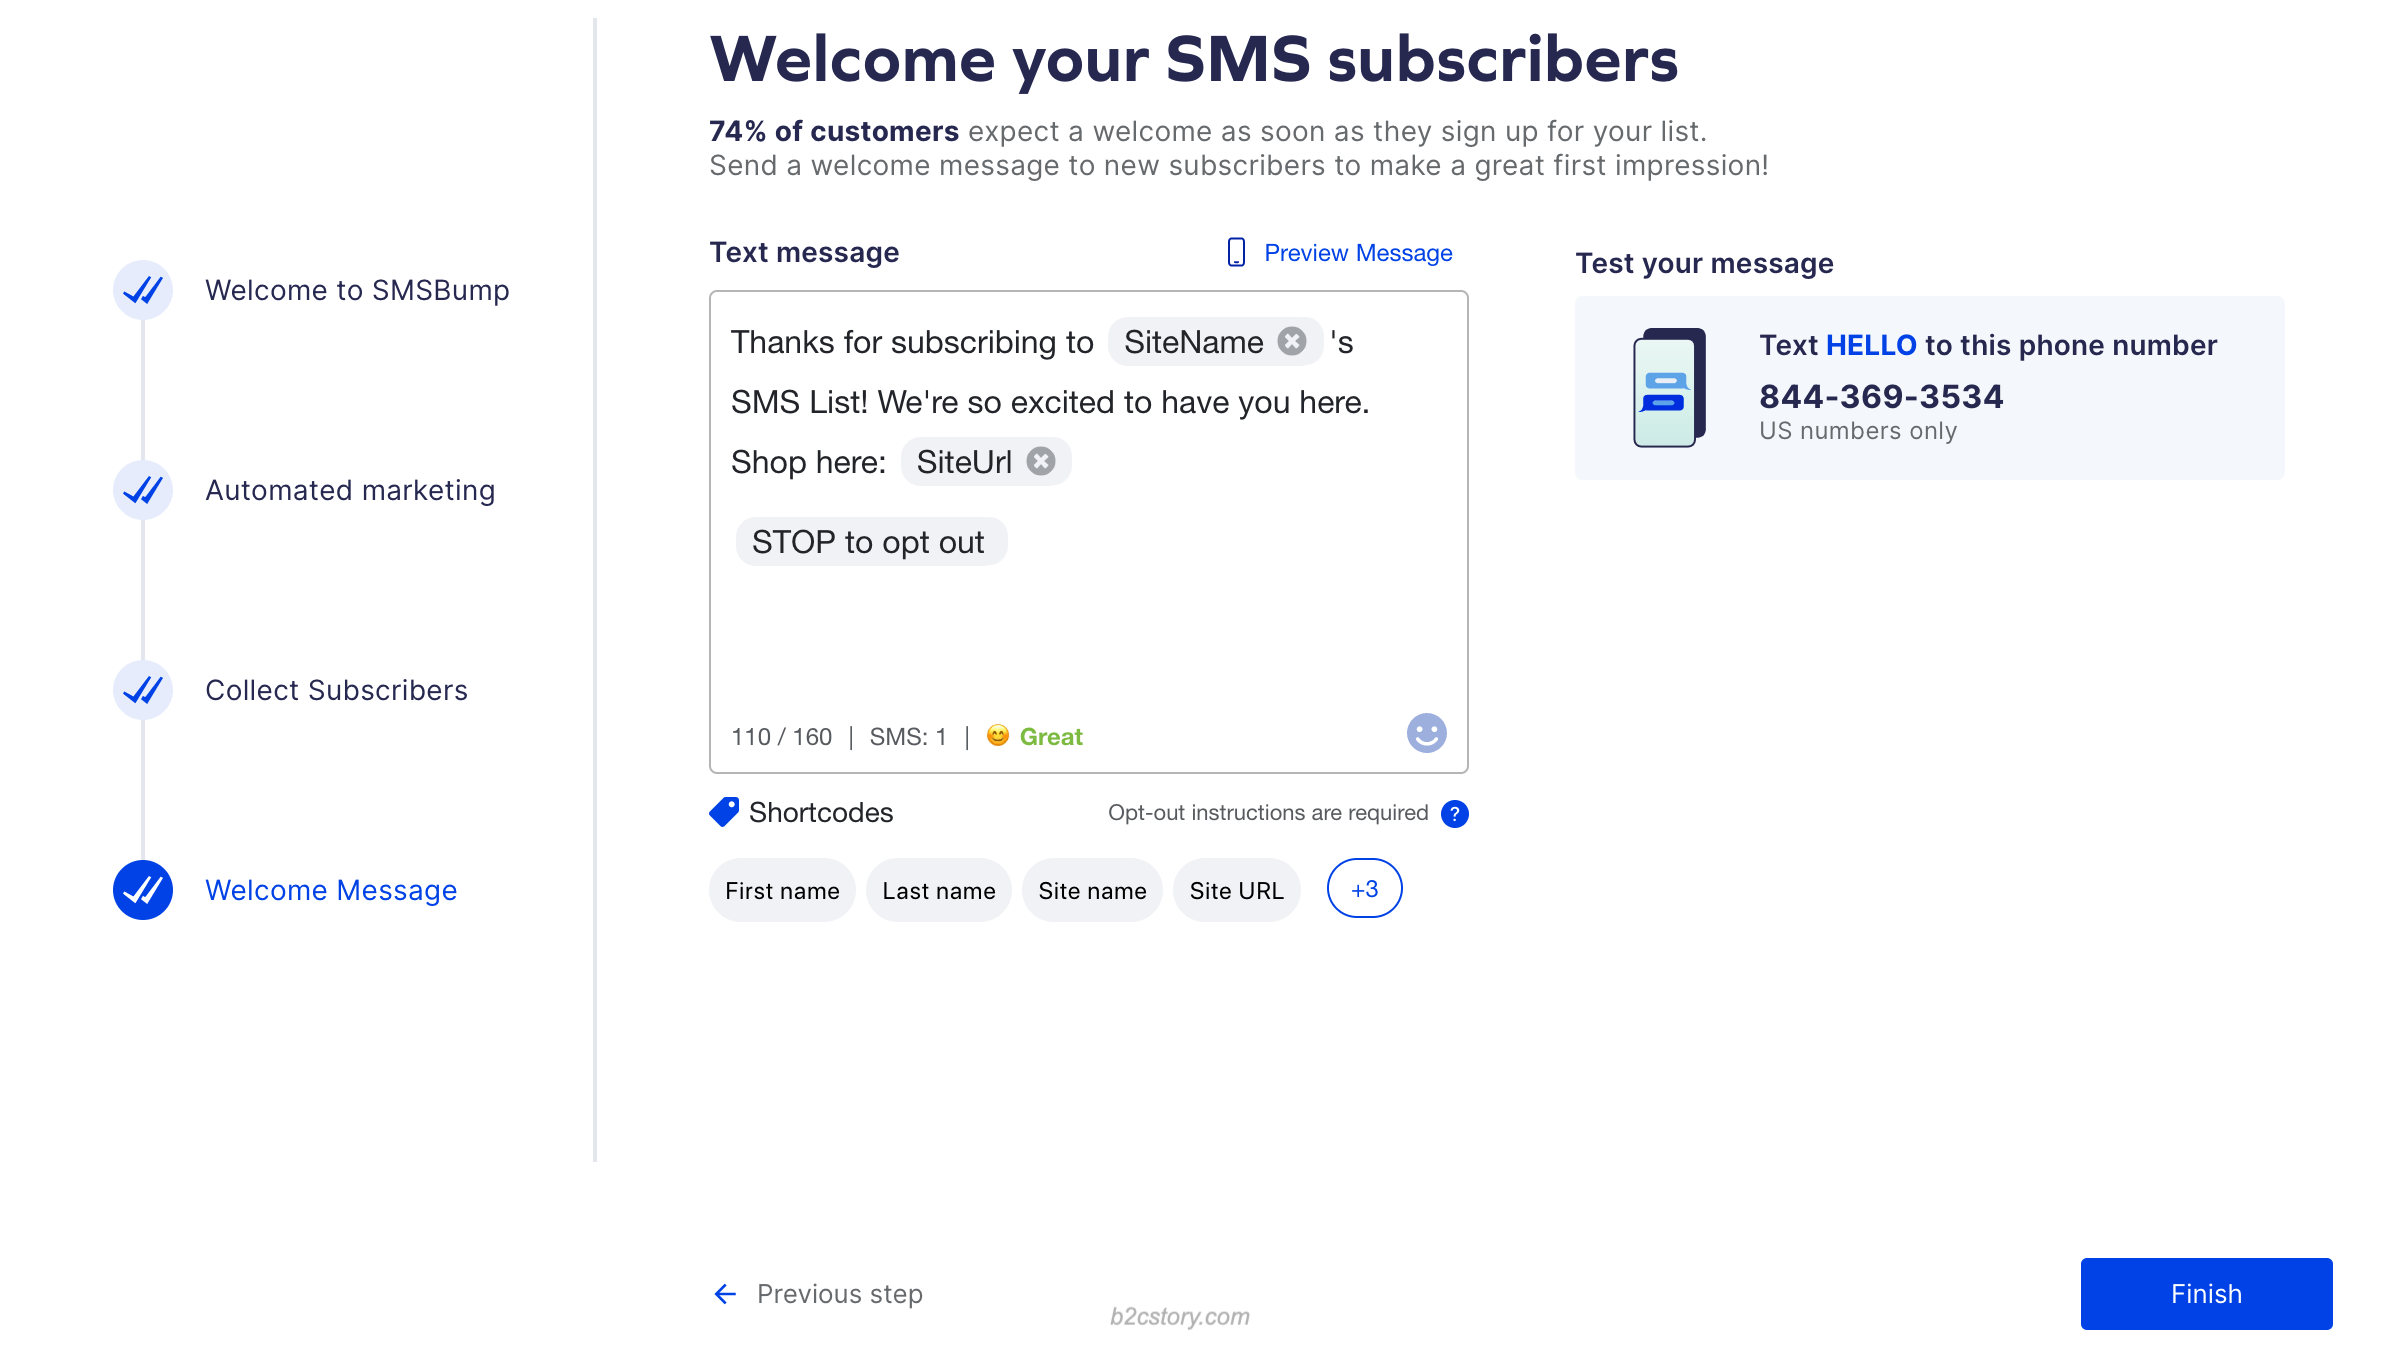 Welcome your SMS subscribers
74% of customers expect a welcome as soon as they sign up for your list.
Send a welcome message to new subscribers to make a great first impression!
Welcome to SMSBump
Automated marketing
Collect Subscribers
Welcome Message
Text message
Preview Message
Thanks for subscribing to SiteName 's
SMS List! We're so excited to have you here.
Shop here: SiteUrl
STOP to opt out
110 / 160 | SMS: 1 | 😊 Great
Shortcodes
Opt-out instructions are required ?
First name
Last name
Site name
Site URL
+3
Test your message
Text HELLO to this phone number
844-369-3534
US numbers only
Previous step
b2cstory.com
Finish